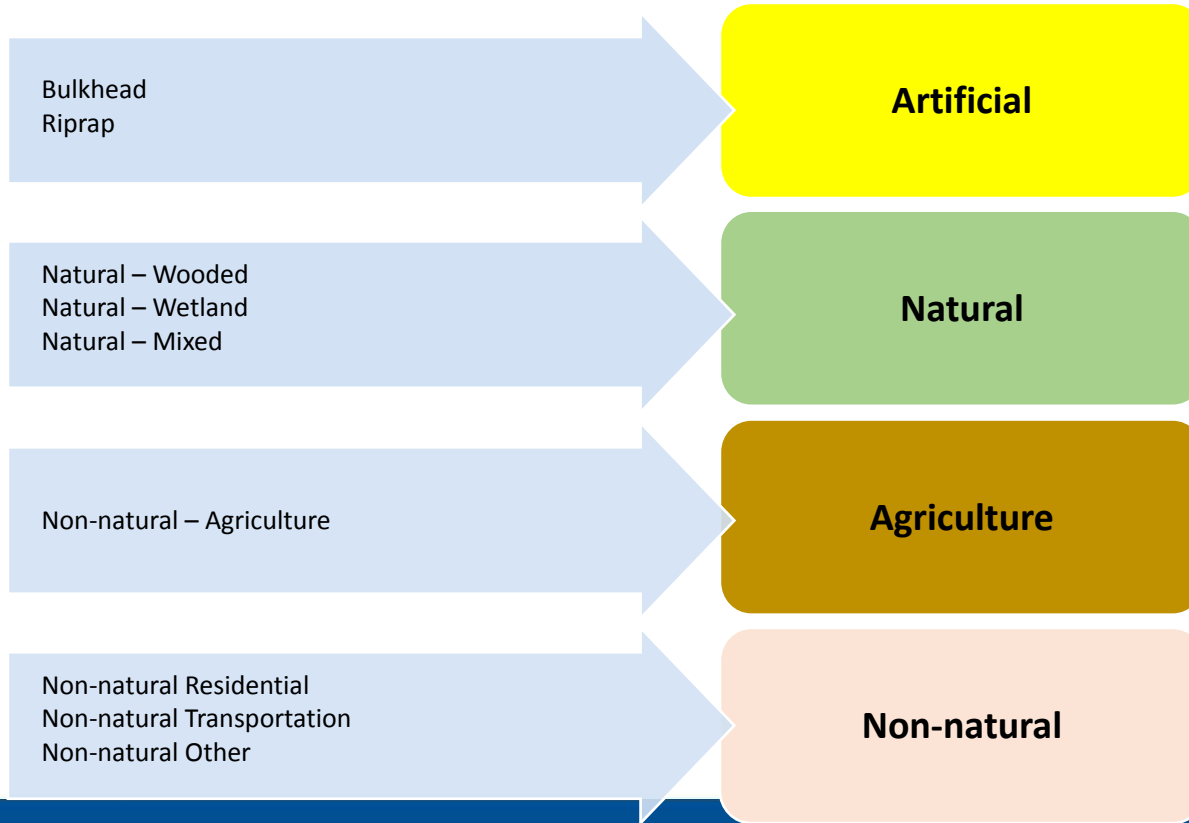 Bulkhead
Riprap
Artificial
Natural – Wooded
Natural – Wetland
Natural – Mixed
Natural
Non-natural – Agriculture
Agriculture
Non-natural Residential
Non-natural Transportation
Non-natural Other
Non-natural